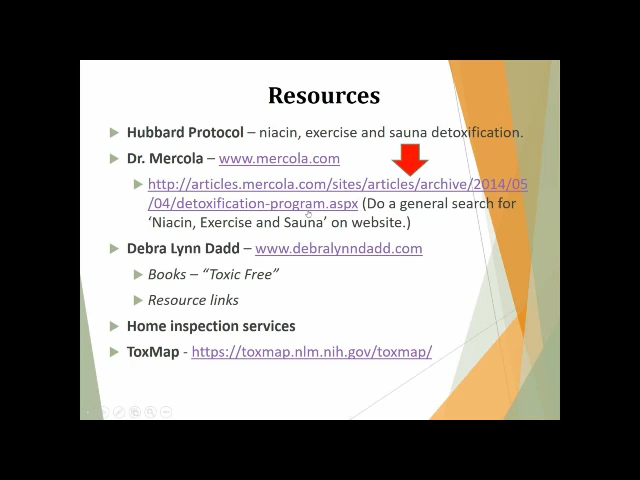 Resources
Hubbard Protocol – niacin, exercise and sauna detoxification.
Dr. Mercola – www.mercola.com
http://articles.mercola.com/sites/articles/archive/2014/05
/04/detoxification-program.aspx (Do a general search for
‘Niacin, Exercise and Sauna’ on website.)
Debra Lynn Dadd – www.debralynndadd.com
Books – “Toxic Free”
Resource links
Home inspection services
ToxMap - https://toxmap.nlm.nih.gov/toxmap/